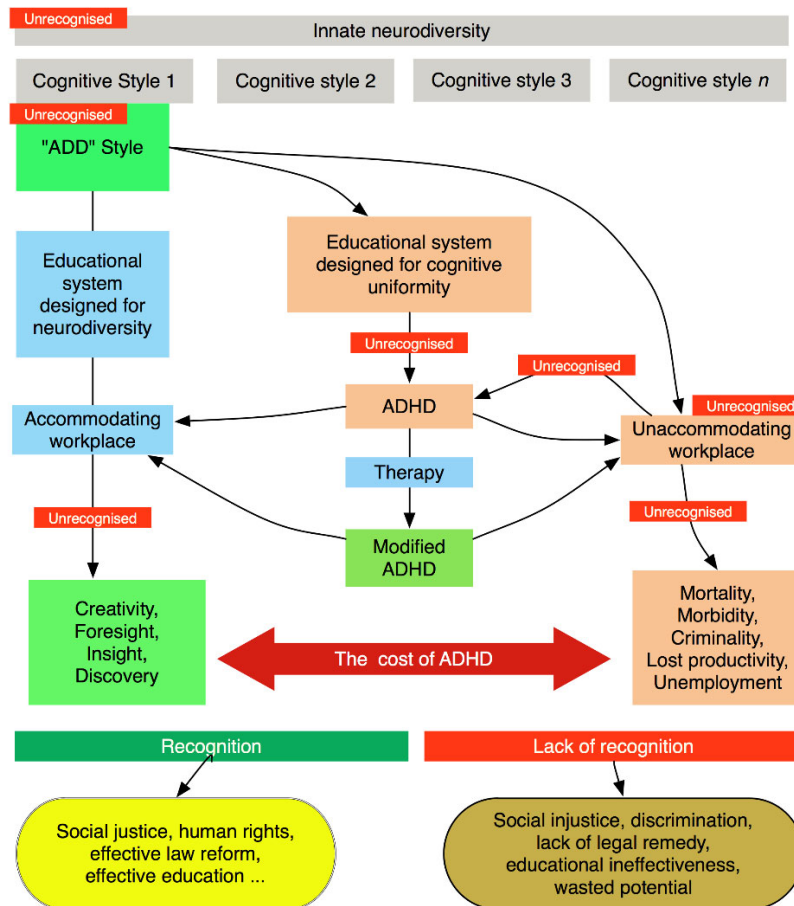 Unrecognised
Innate neurodiversity
Cognitive Style 1
Cognitive style 2
Cognitive style 3
Cognitive style n
Unrecognised
"ADD" Style
Educational
system
designed for
neurodiversity
Educational system
designed for cognitive
uniformity
Unrecognised
Unrecognised
ADHD
Unrecognised
Accommodating
workplace
Unaccommodating
workplace
Therapy
Unrecognised
Unrecognised
Modified
ADHD
Creativity,
Foresight,
Insight,
Discovery
The cost of ADHD
Mortality,
Morbidity,
Criminality,
Lost productivity,
Unemployment
Recognition
Lack of recognition
Social justice, human rights,
effective law reform,
effective education ...
Social injustice, discrimination,
lack of legal remedy,
educational ineffectiveness,
wasted potential